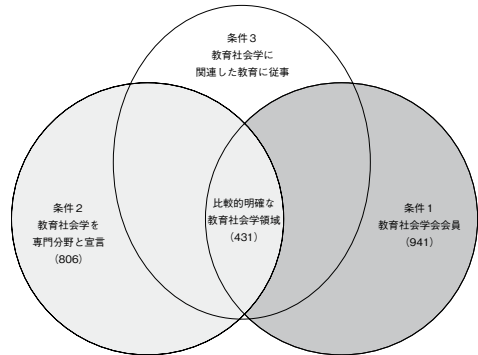 条件３
教育社会学に
関連した教育に従事
条件２
教育社会学を
専門分野と宣言
（806）
比較的明確な
教育社会学領域
（431）
条件１
教育社会学会会員
（941）